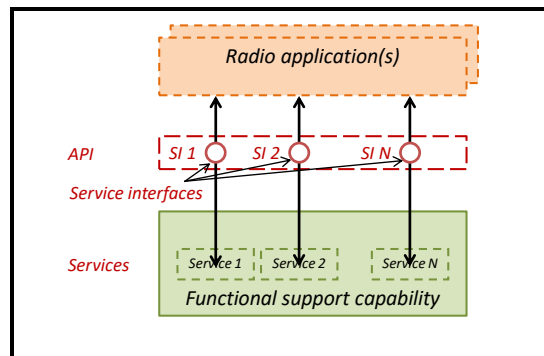 Radio application(s)
API
SI 1
SI 2
SI N
Service interfaces
Services
Service 1
Service 2
Service N
Functional support capability